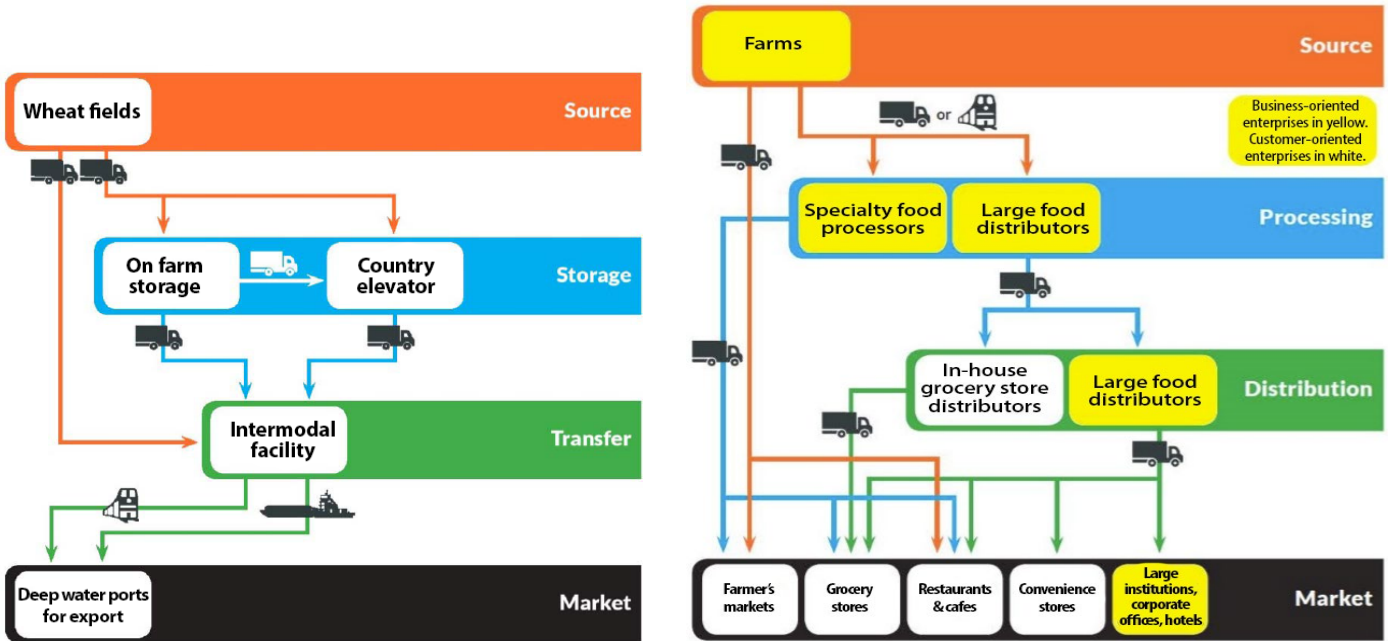 Wheat fields
Source
On farm
storage
Country
elevator
Storage
Intermodal
facility
Transfer
Deep water ports
for export
Market
Farms
Source
or
Business-oriented
enterprises in yellow.
Customer-oriented
enterprises in white.
Specialty food
processors
Large food
distributors
Processing
In-house
grocery store
distributors
Large food
distributors
Distribution
Farmer's
markets
Grocery
stores
Restaurants
& cafes
Convenience
stores
Large
institutions,
corporate
offices, hotels
Market